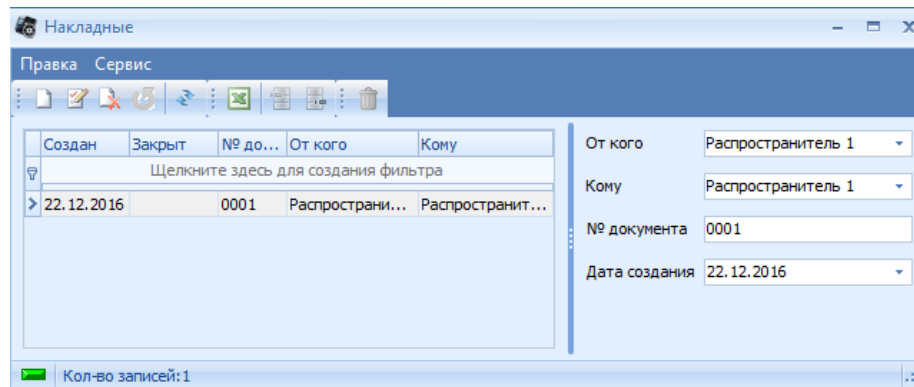 Накладные
Правка Сервис
Создан Закрыт № до... От кого Кому
Щелкните здесь для создания фильтра
22.12.2016 0001 Распространи... Распространит...
От кого Распространитель 1
Кому Распространитель 1
№ документа 0001
Дата создания 22.12.2016
Кол-во записей:1